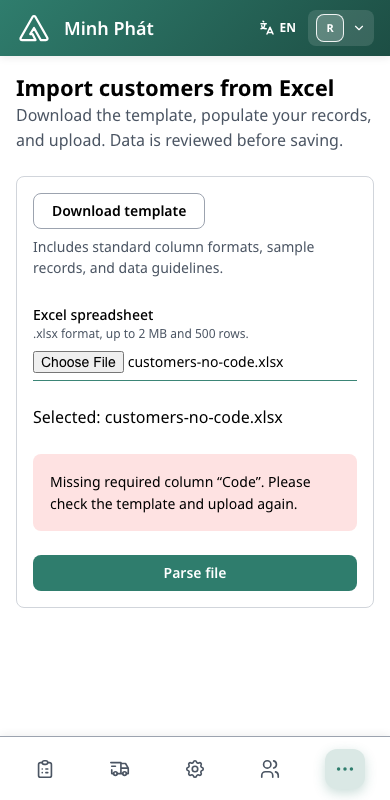 Minh Phát
EN
R
Import customers from Excel
Download the template, populate your records,
and upload. Data is reviewed before saving.
Download template
Includes standard column formats, sample
records, and data guidelines.
Excel spreadsheet
.xlsx format, up to 2 MB and 500 rows.
Choose File customers-no-code.xlsx
Selected: customers-no-code.xlsx
Missing required column “Code”. Please
check the template and upload again.
Parse file